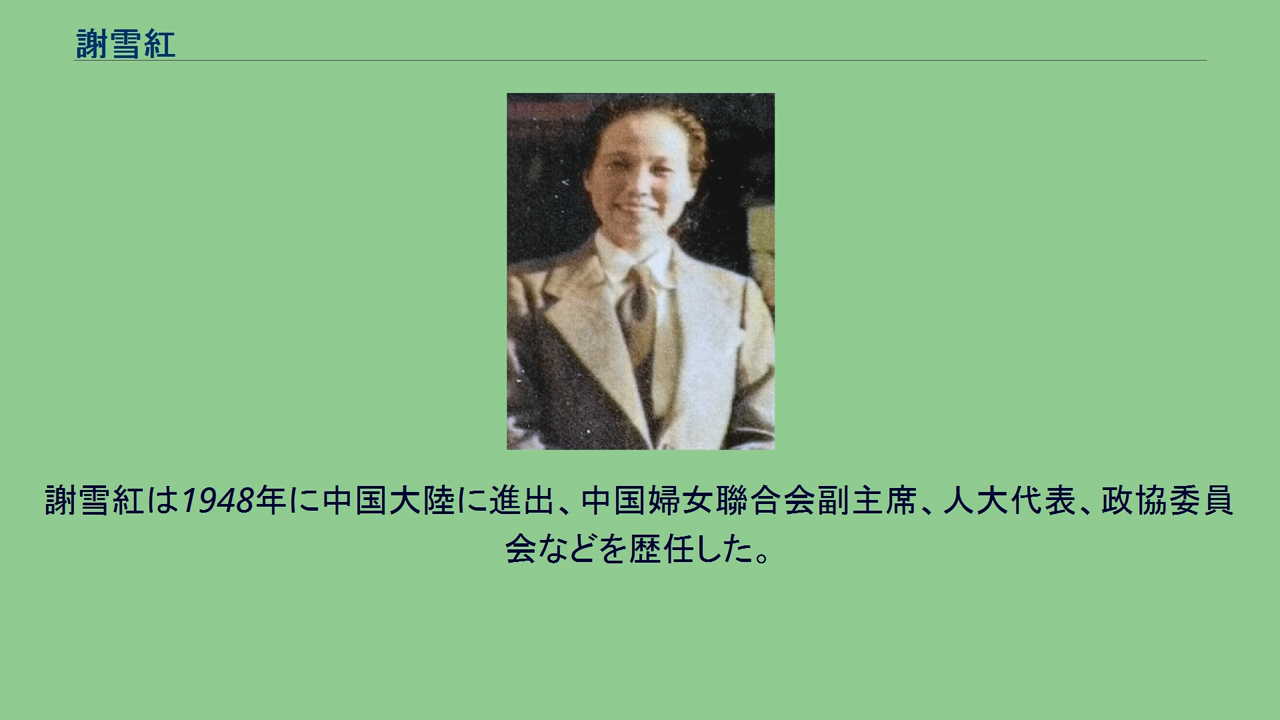 謝雪紅
謝雪紅は1948年に中国大陸に進出、中国婦女聯合会副主席、人大代表、政協委員
会などを歴任した。